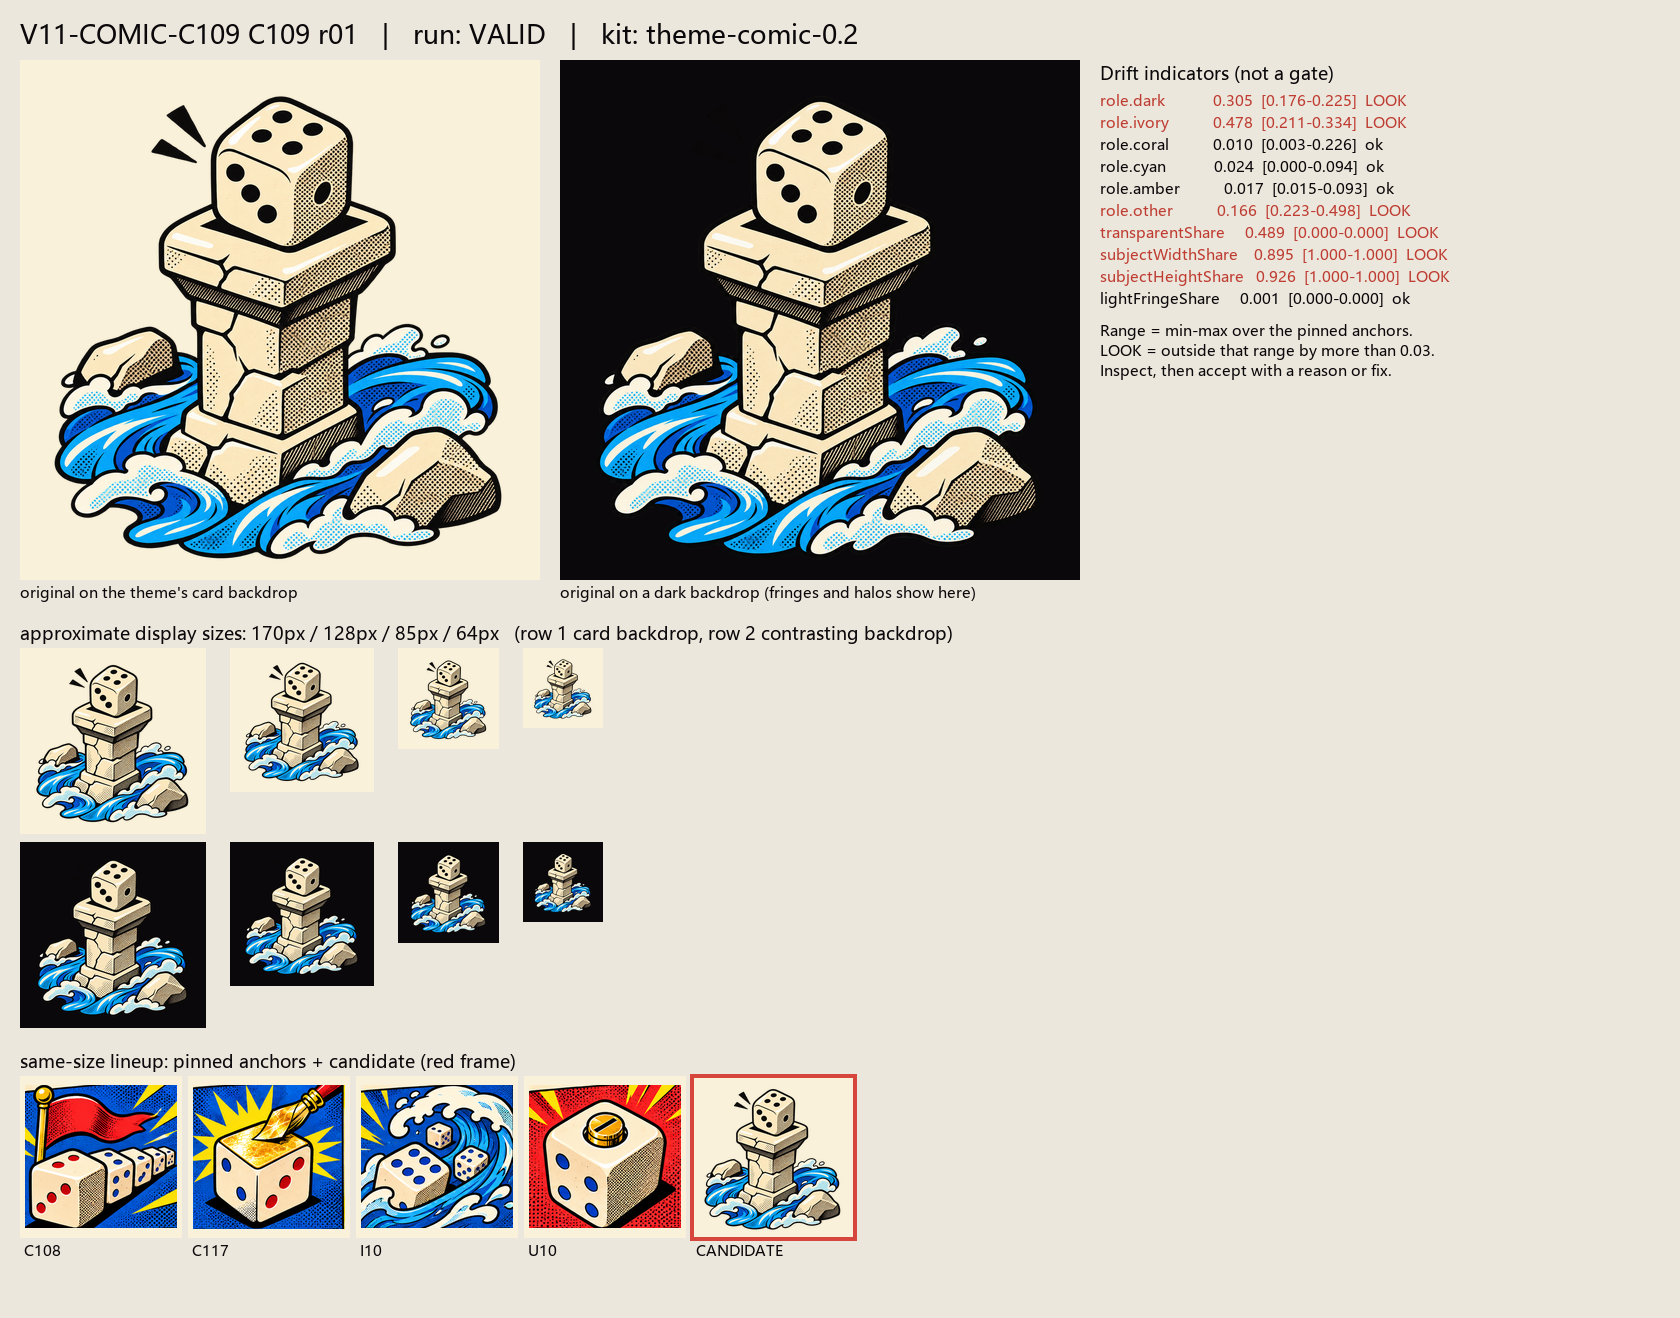 V11-COMIC-C109 C109 r01 | run: VALID | kit: theme-comic-0.2
Drift indicators (not a gate)
role.dark 0.305 [0.176-0.225] LOOK
role.ivory 0.478 [0.211-0.334] LOOK
role.coral 0.010 [0.003-0.226] ok
role.cyan 0.024 [0.000-0.094] ok
role.amber 0.017 [0.015-0.093] ok
role.other 0.166 [0.223-0.498] LOOK
transparentShare 0.489 [0.000-0.000] LOOK
subjectWidthShare 0.895 [1.000-1.000] LOOK
subjectHeightShare 0.926 [1.000-1.000] LOOK
lightFringeShare 0.001 [0.000-0.000] ok
Range = min-max over the pinned anchors.
LOOK = outside that range by more than 0.03.
Inspect, then accept with a reason or fix.
original on the theme's card backdrop
original on a dark backdrop (fringes and halos show here)
approximate display sizes: 170px / 128px / 85px / 64px (row 1 card backdrop, row 2 contrasting backdrop)
same-size lineup: pinned anchors + candidate (red frame)
C108
C117
I10
U10
CANDIDATE